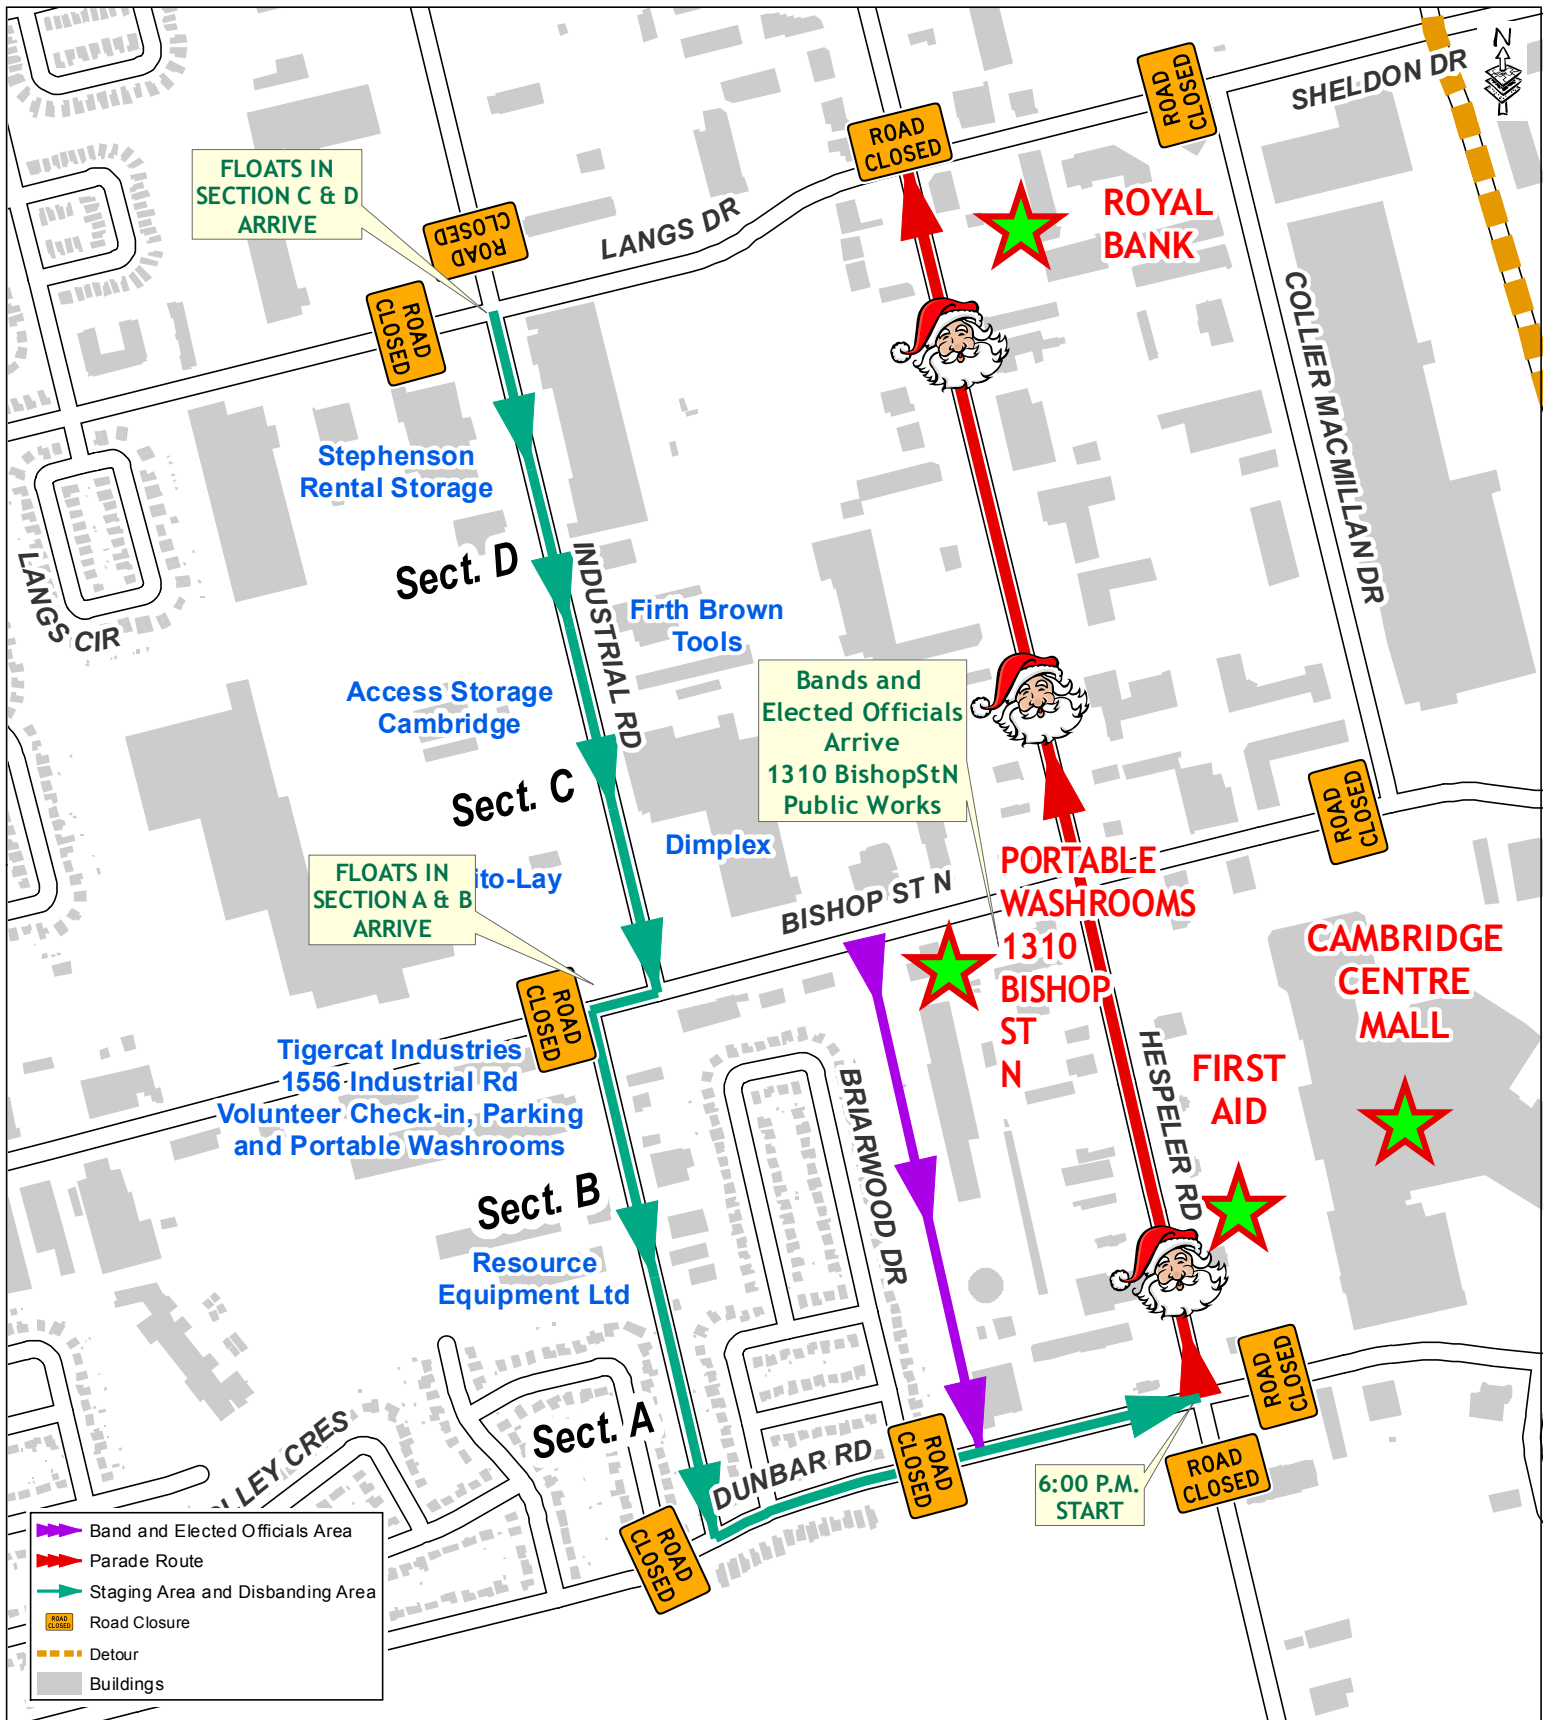 N
SHELDON DR
ROAD
CLOSED
ROAD
CLOSED
FLOATS IN
SECTION C & D
ARRIVE
ROAD
CLOSED
LANGS DR
ROYAL
BANK
ROAD
CLOSED
COLLIER MACMILLAN DR
Stephenson
Rental Storage
Sect. D
INDUSTRIAL RD
LANGS CIR
Firth Brown
Tools
Access Storage
Cambridge
Bands and
Elected Officials
Arrive
1310 BishopStN
Public Works
Sect. C
ROAD
CLOSED
Dimplex
FLOATS IN
SECTION A & B
ARRIVE
ito-Lay
BISHOP ST N
PORTABLE
WASHROOMS
1310
BISHOP
ST
N
CAMBRIDGE
CENTRE
MALL
ROAD
CLOSED
Tigercat Industries
1556 Industrial Rd
Volunteer Check-in, Parking
and Portable Washrooms
BRIARWOOD DR
HESPELER RD
FIRST
AID
Sect. B
Resource
Equipment Ltd
ROAD
CLOSED
Sect. A
LLEY CRES
DUNBAR RD
ROAD
CLOSED
ROAD
CLOSED
6:00 P.M.
START
ROAD
CLOSED
Band and Elected Officials Area
Parade Route
Staging Area and Disbanding Area
ROAD
CLOSED
Road Closure
Detour
Buildings